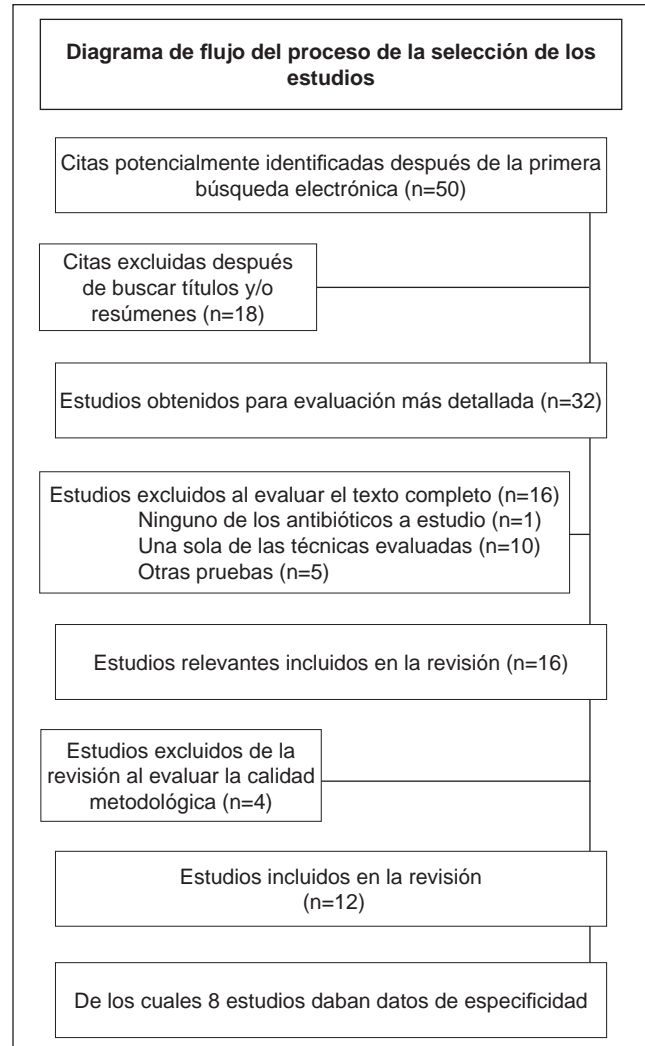 Diagrama de flujo del proceso de la selección de los
estudios
Citas potencialmente identificadas después de la primera
búsqueda electrónica (n=50)
Citas excluidas después
de buscar títulos y/o
resúmenes (n=18)
Estudios obtenidos para evaluación más detallada (n=32)
Estudios excluidos al evaluar el texto completo (n=16)
Ninguno de los antibióticos a estudio (n=1)
Una sola de las técnicas evaluadas (n=10)
Otras pruebas (n=5)
Estudios relevantes incluidos en la revisión (n=16)
Estudios excluidos de la
revisión al evaluar la calidad
metodológica (n=4)
Estudios incluidos en la revisión
(n=12)
De los cuales 8 estudios daban datos de especificidad